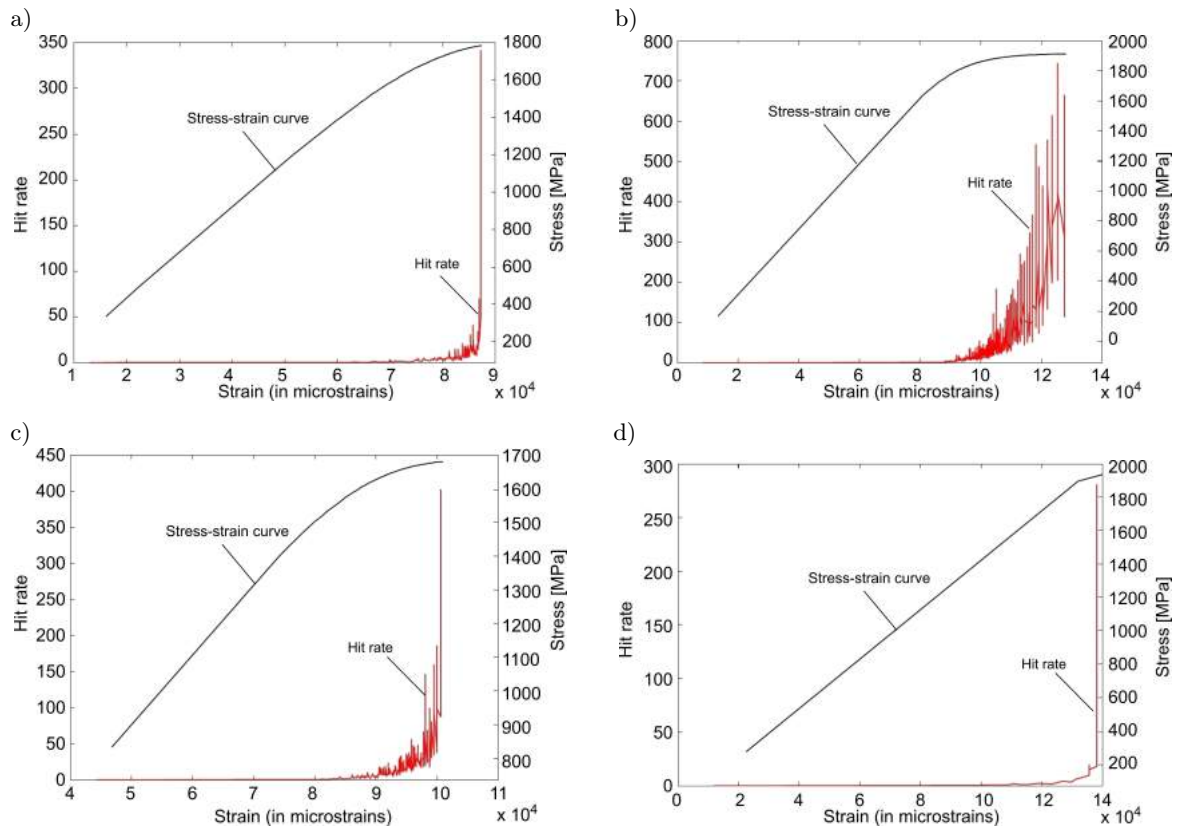 a)
350
300
250
200
150
100
50
0
Hit rate
1800
1600
1400
1200
1000
800
600
400
200
Stress [MPa]
Stress-strain curve
Hit rate
1 2 3 4 5 6 7 8 9
Strain (in microstrains)
x 10⁴
b)
800
700
600
500
400
300
200
100
0
Hit rate
2000
1800
1600
1400
1200
1000
800
600
400
200
0
Stress [MPa]
Stress-strain curve
Hit rate
0 2 4 6 8 10 12 14
Strain (in microstrains)
x 10⁴
c)
450
400
350
300
250
200
150
100
50
0
Hit rate
1700
1600
1500
1400
1300
1200
1100
1000
900
800
Stress [MPa]
Stress-strain curve
Hit rate
4 5 6 7 8 9 10 11
Strain (in microstrains)
x 10⁴
d)
300
250
200
150
100
50
0
Hit rate
2000
1800
1600
1400
1200
1000
800
600
400
200
Stress [MPa]
Stress-strain curve
Hit rate
0 2 4 6 8 10 12 14
Strain (in microstrains)
x 10⁴